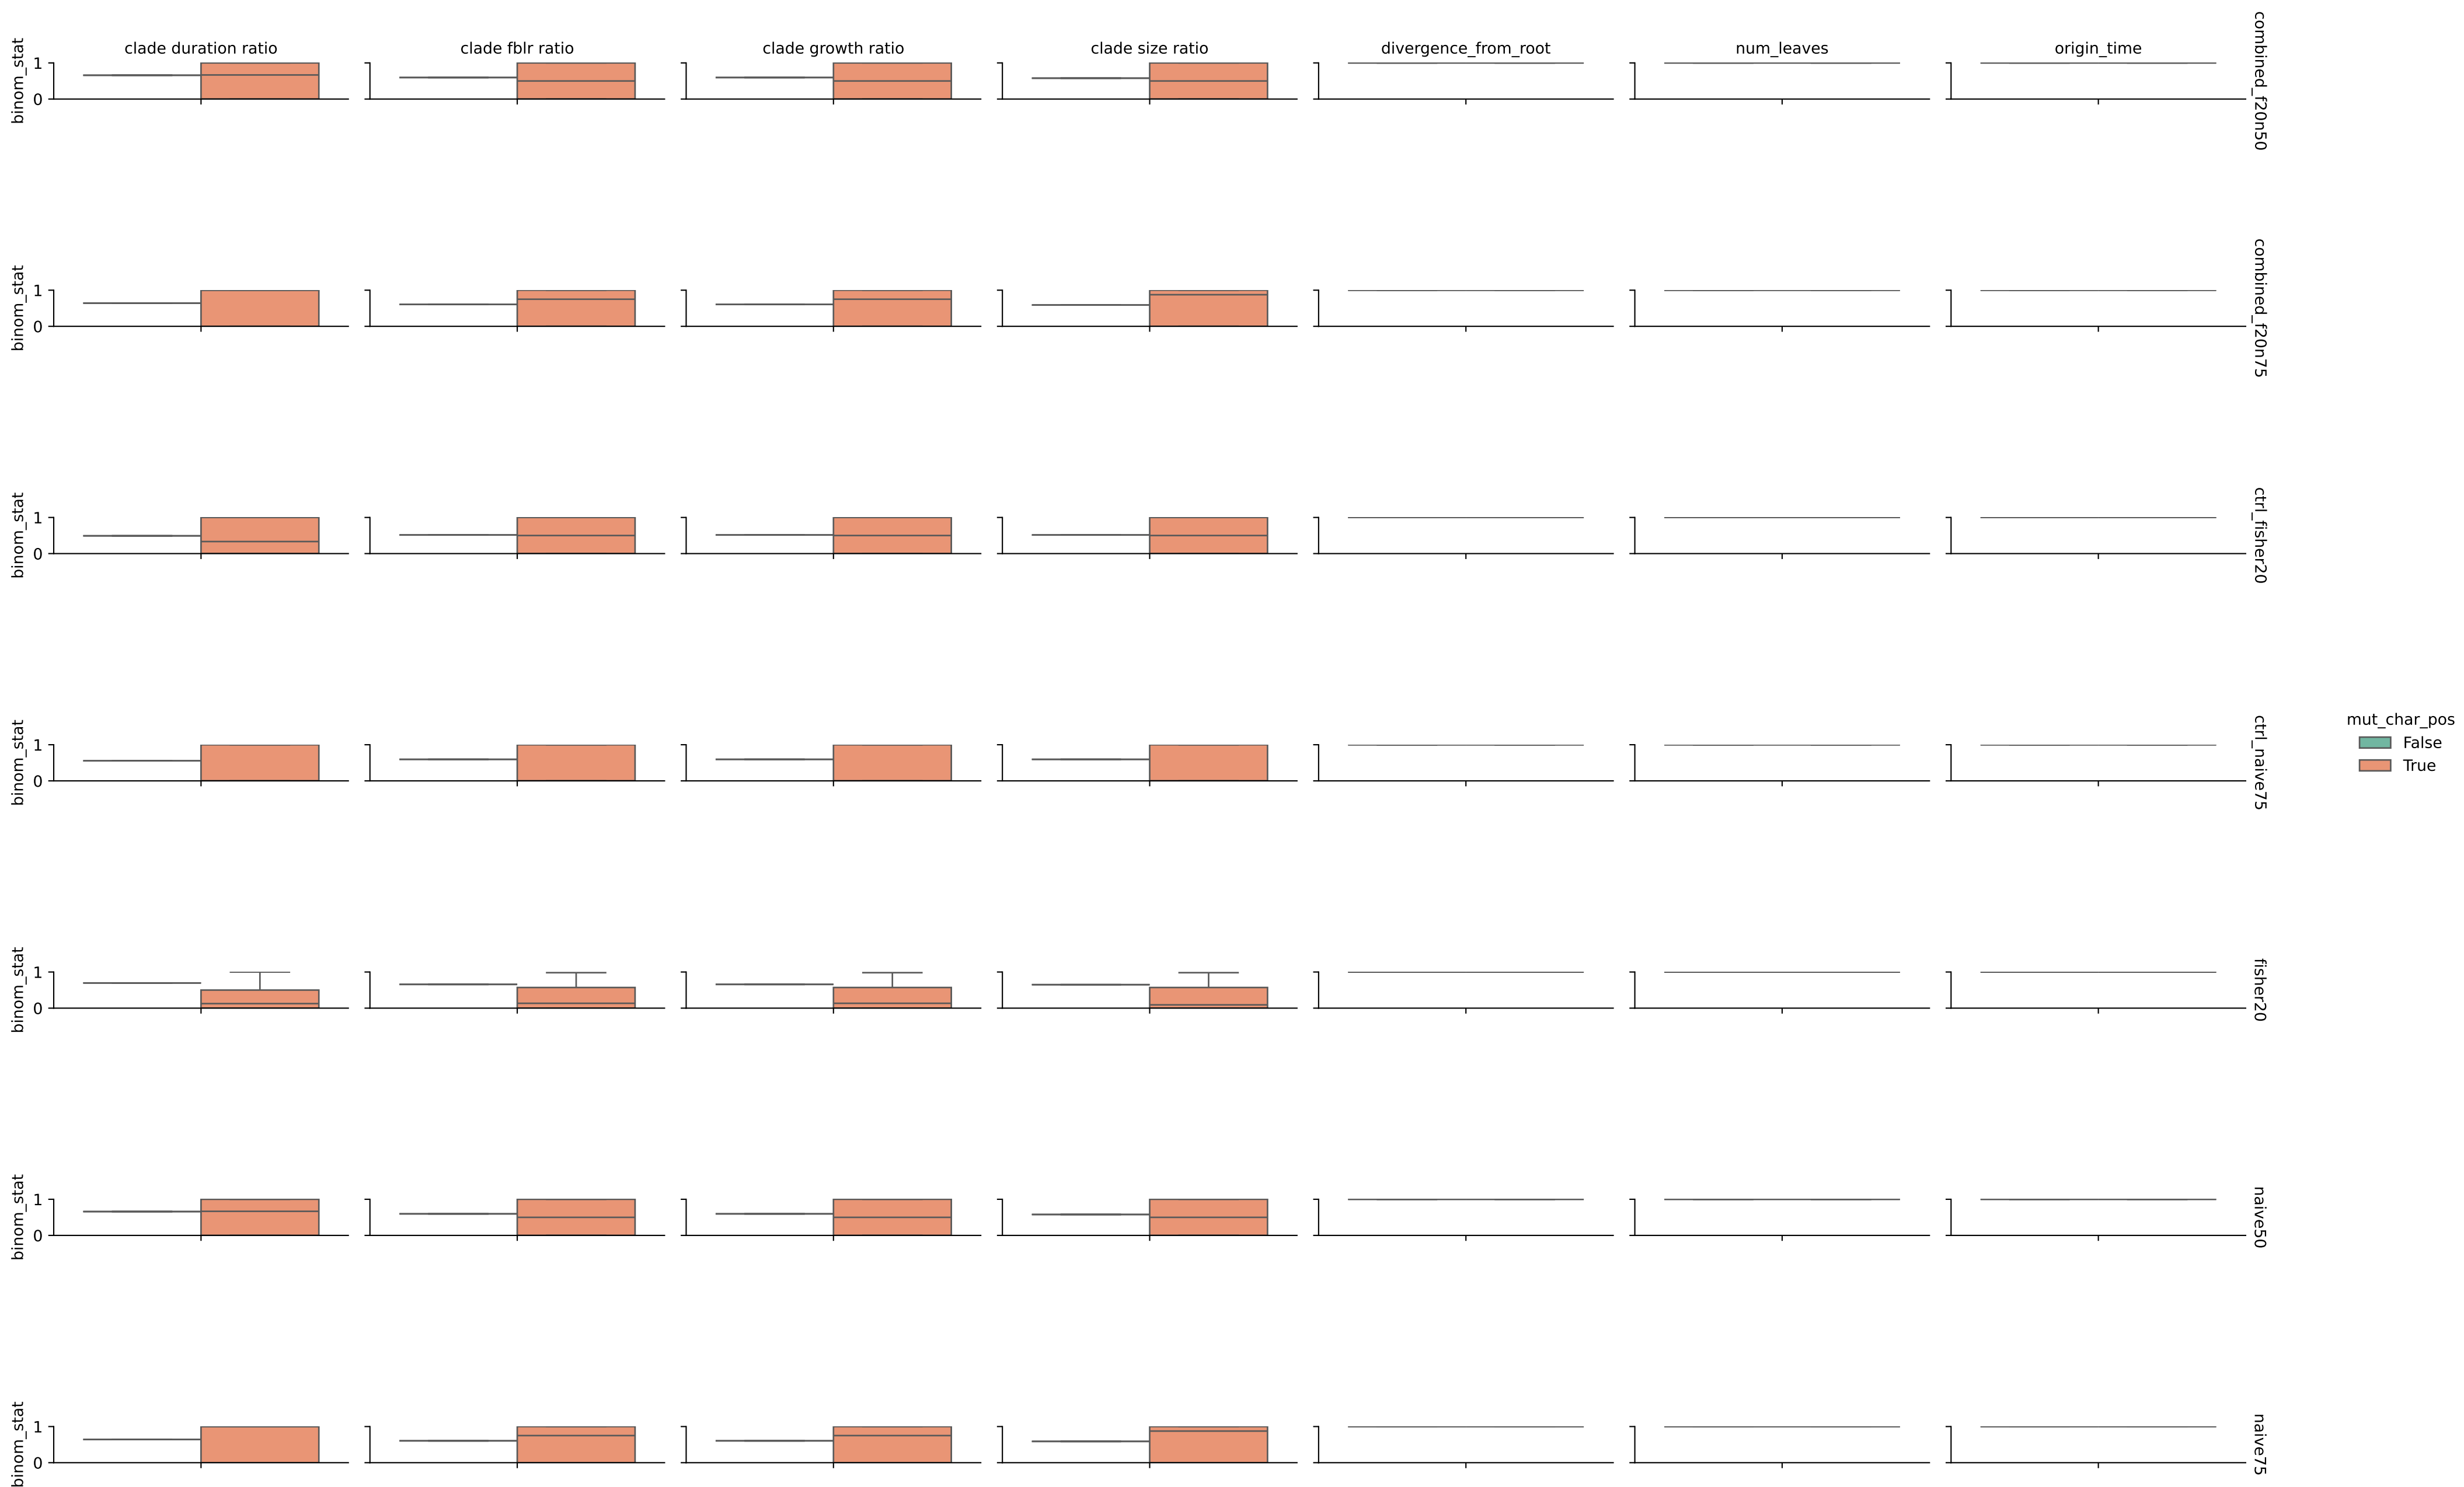 clade duration ratio
clade fblr ratio
clade growth ratio
clade size ratio
divergence_from_root
num_leaves
origin_time
binom_stat
1
0
combined_f20n50
binom_stat
1
0
combined_f20n75
binom_stat
1
0
ctrl_fisher20
binom_stat
1
0
ctrl_naive75
mut_char_pos
False
True
binom_stat
1
0
fisher20
binom_stat
1
0
naive50
binom_stat
1
0
naive75